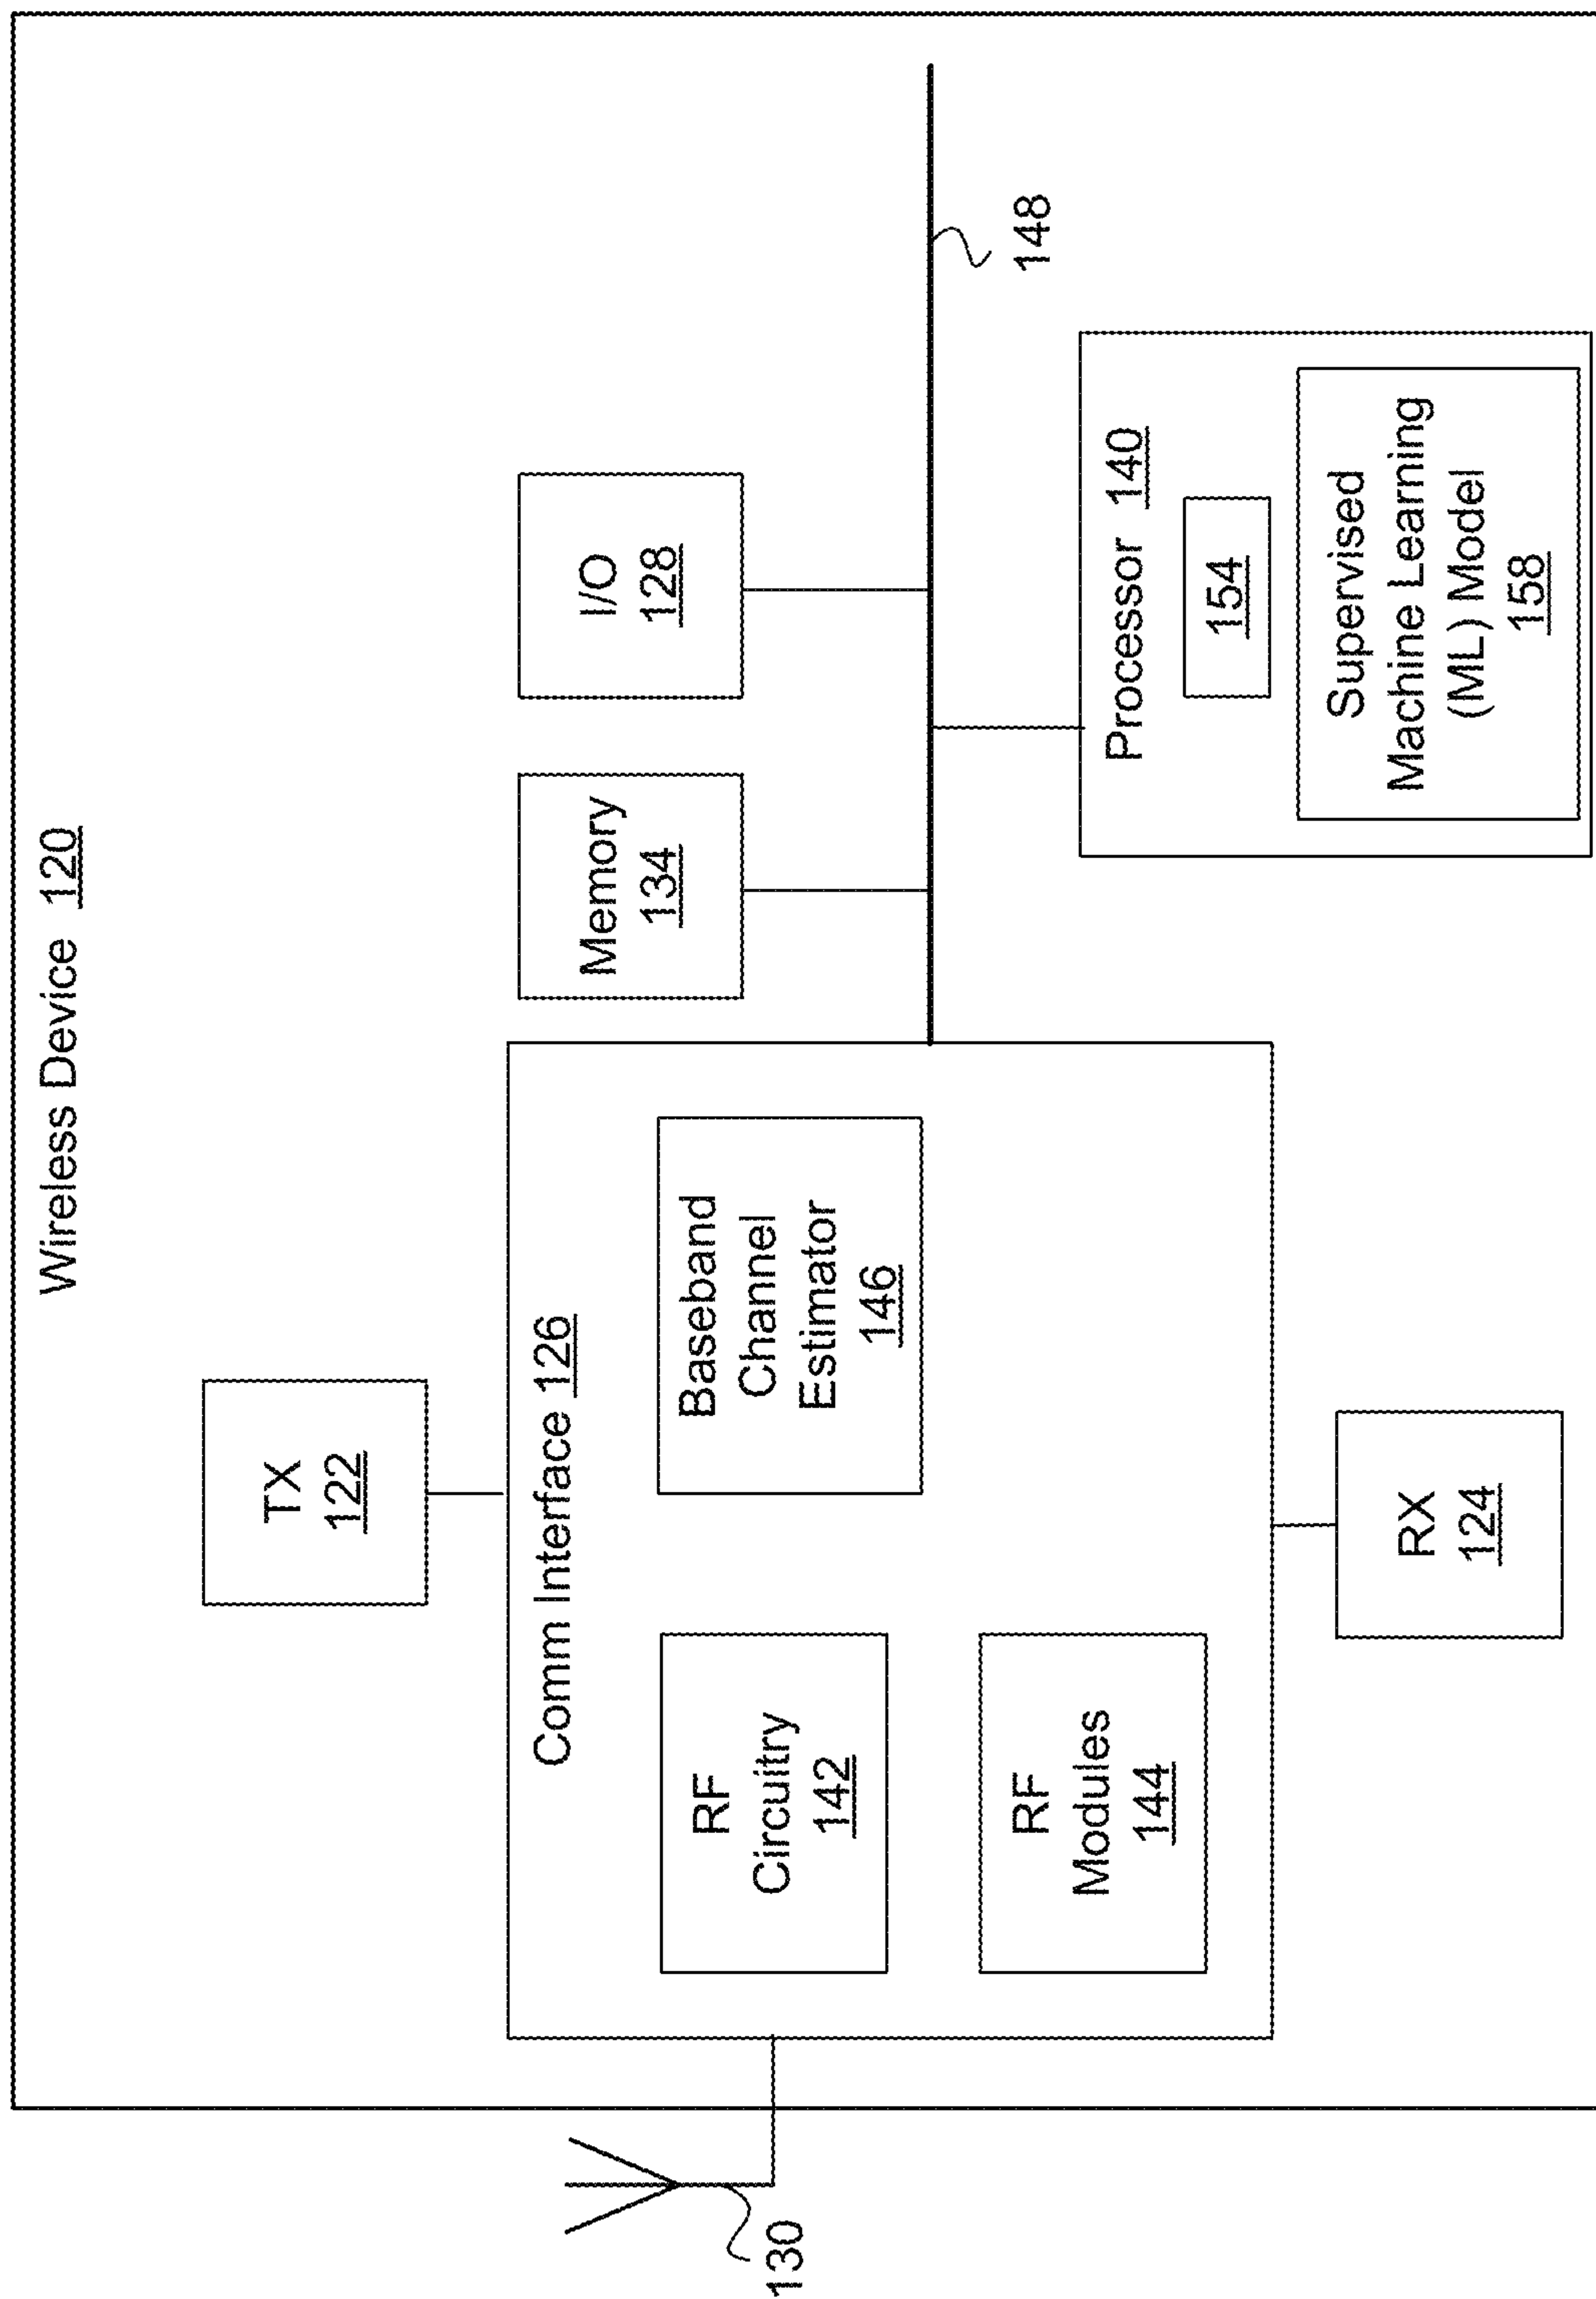 Wireless Device 120
TX
122
Comm Interface 126
RF
Circuitry
142
Baseband
Channel
Estimator
146
RF
Modules
144
RX
124
130
Memory
134
I/O
128
148
Processor 140
154
Supervised
Machine Learning
(ML) Model
158